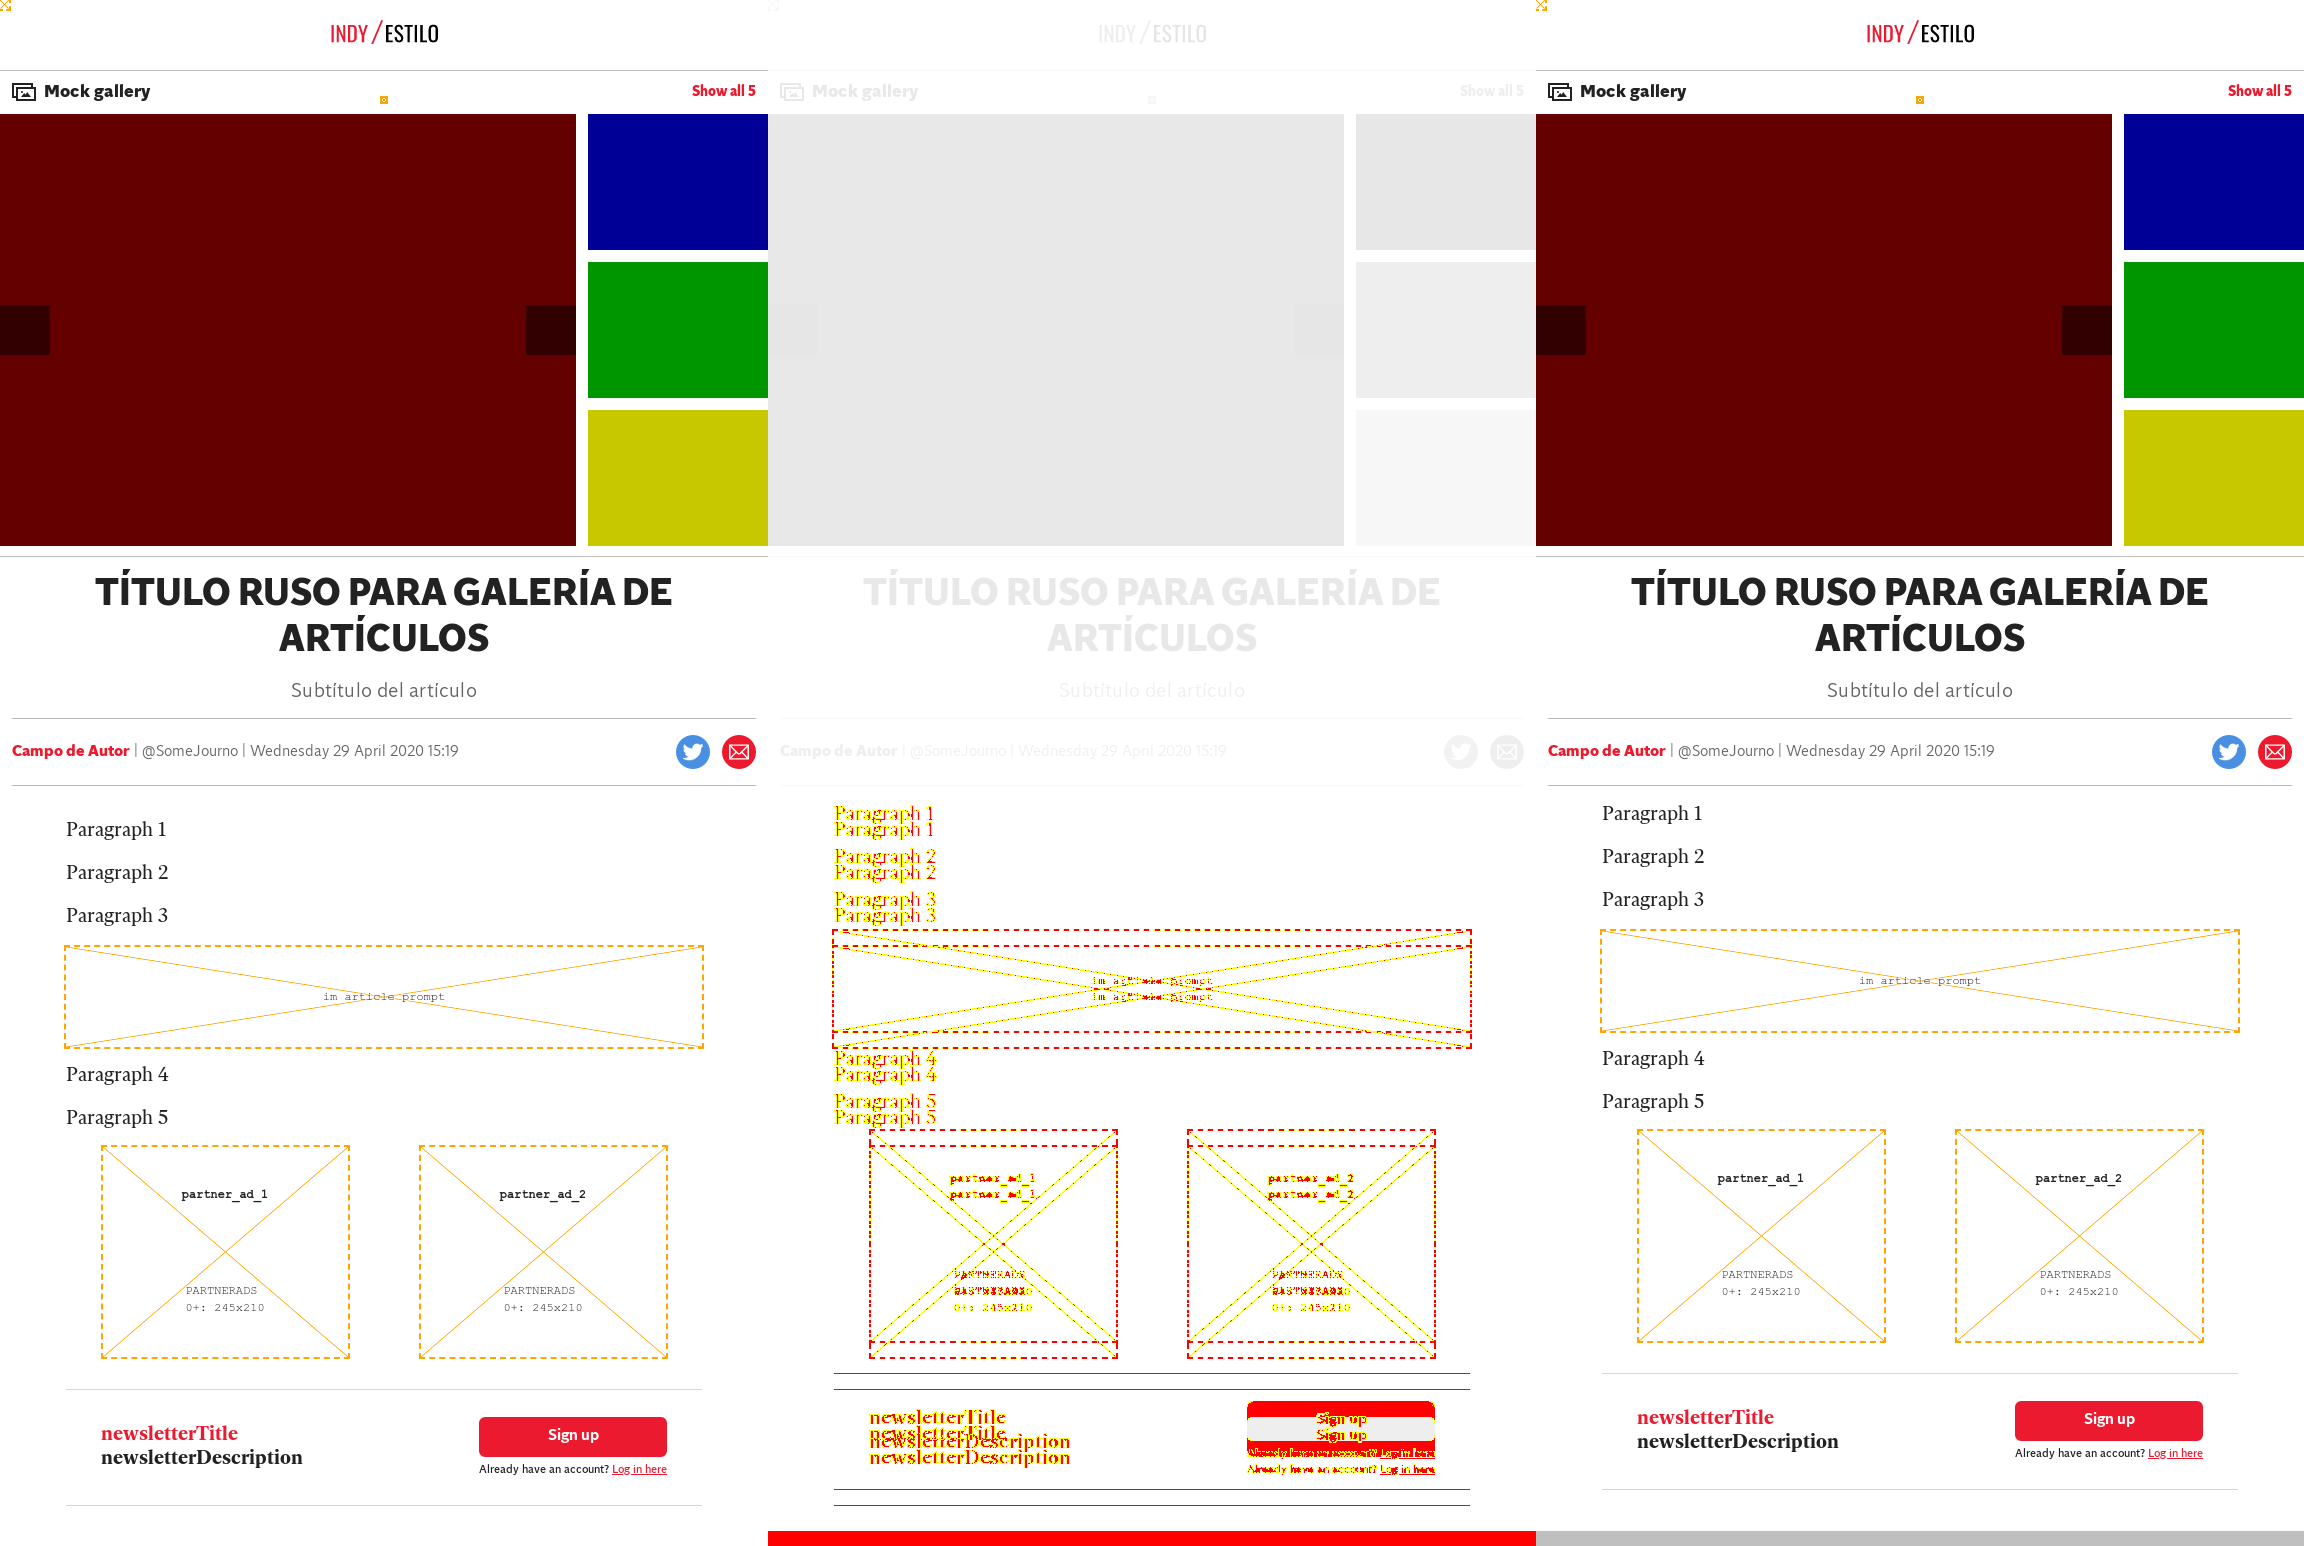 INDY/ESTILO
Mock gallery
Show all 5
TÍTULO RUSO PARA GALERÍA DE
ARTÍCULOS
Subtítulo del artículo
Campo de Autor | @SomeJourno | Wednesday 29 April 2020 15:19
Paragraph 1
Paragraph 2
Paragraph 3
im article prompt
Paragraph 4
Paragraph 5
partner_ad_1
PARTNERADS
0+: 245x210
partner_ad_2
PARTNERADS
0+: 245x210
newsletterTitle
newsletterDescription
Sign up
Already have an account? Log in here
INDY/ESTILO
Mock gallery
Show all 5
TÍTULO RUSO PARA GALERÍA DE
ARTÍCULOS
Subtítulo del artículo
Campo de Autor | @SomeJourno | Wednesday 29 April 2020 15:19
Paragraph 1
Paragraph 1
Paragraph 2
Paragraph 2
Paragraph 3
Paragraph 3
im article prompt
im article prompt
Paragraph 4
Paragraph 4
Paragraph 5
Paragraph 5
partner_ad_1
partner_ad_1
PARTNERADS
0+: 245x210
partner_ad_2
partner_ad_2
PARTNERADS
0+: 245x210
newsletterTitle
newsletterTitle
newsletterDescription
newsletterDescription
Sign up
Sign up
Already have an account? Log in here
Already have an account? Log in here
INDY/ESTILO
Mock gallery
Show all 5
TÍTULO RUSO PARA GALERÍA DE
ARTÍCULOS
Subtítulo del artículo
Campo de Autor | @SomeJourno | Wednesday 29 April 2020 15:19
Paragraph 1
Paragraph 2
Paragraph 3
im article prompt
Paragraph 4
Paragraph 5
partner_ad_1
PARTNERADS
0+: 245x210
partner_ad_2
PARTNERADS
0+: 245x210
newsletterTitle
newsletterDescription
Sign up
Already have an account? Log in here